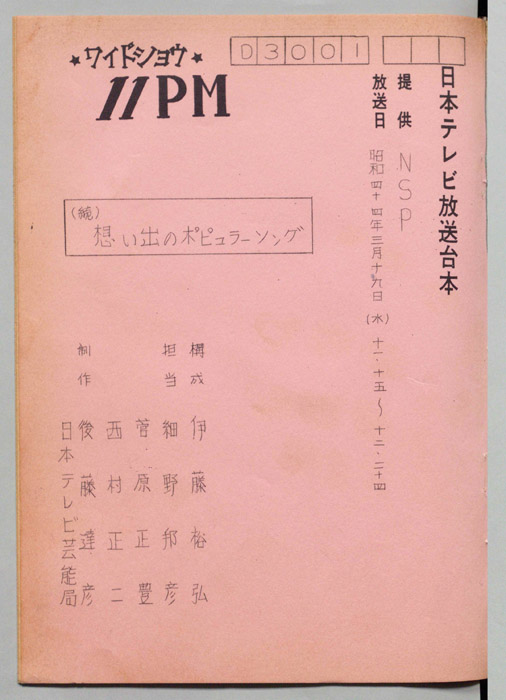 ワイドショウ
11PM
D3001
日本テレビ放送台本
提供 NSP
放送日 昭和四十四年三月十九日(水) 十一・十五〜十二・二十四
(続)
想い出のポピュラーソング
構成 伊藤裕弘
担当 細野邦彦
菅原正豊
西村正二
制作 後藤達彦
日本テレビ芸能局